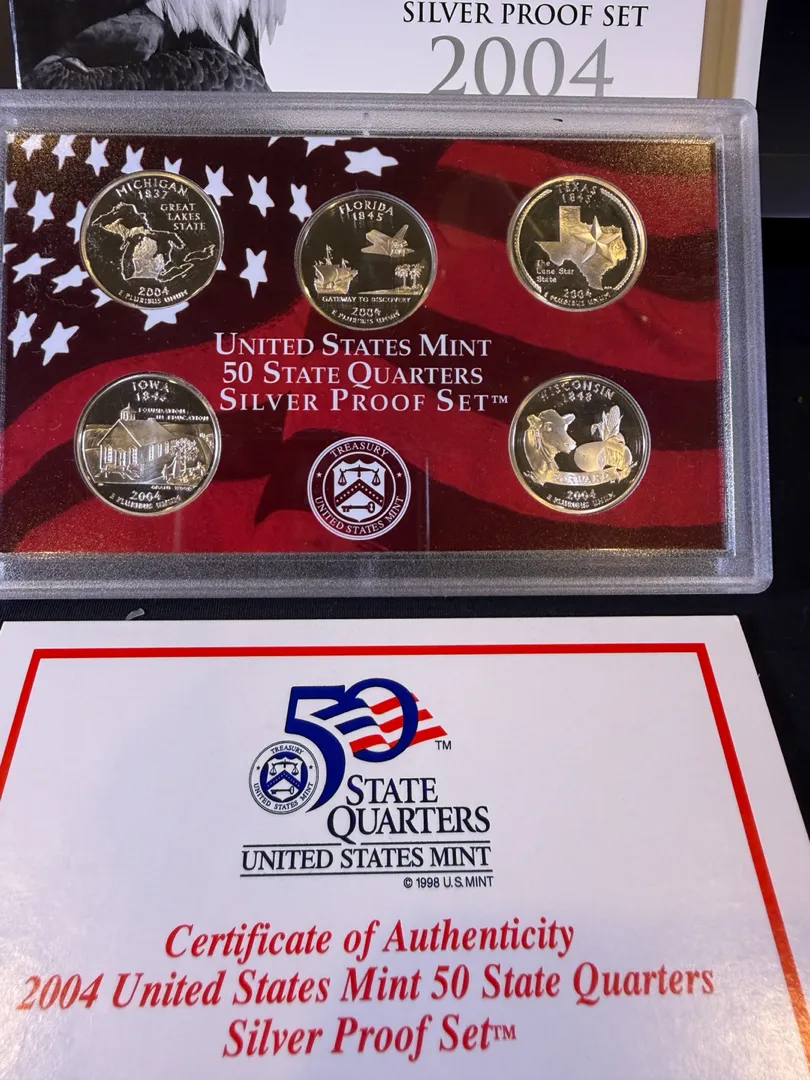 SILVER PROOF SET
2004
MICHIGAN
1837
GREAT
LAKES
STATE
2004
E PLURIBUS UNUM
FLORIDA
1845
GATEWAY TO DISCOVERY
2004
E PLURIBUS UNUM
TEXAS
1845
The
Lone Star
State
2004
E PLURIBUS UNUM
UNITED STATES MINT
50 STATE QUARTERS
SILVER PROOF SET™
IOWA
1846
FOUNDATION
IN EDUCATION
GRANT WOOD
2004
E PLURIBUS UNUM
TREASURY
UNITED STATES MINT
WISCONSIN
1848
FORWARD
2004
E PLURIBUS UNUM
50
TM
TREASURY
UNITED STATES MINT
STATE
QUARTERS
UNITED STATES MINT
© 1998 U.S. MINT
Certificate of Authenticity
2004 United States Mint 50 State Quarters
Silver Proof Set™